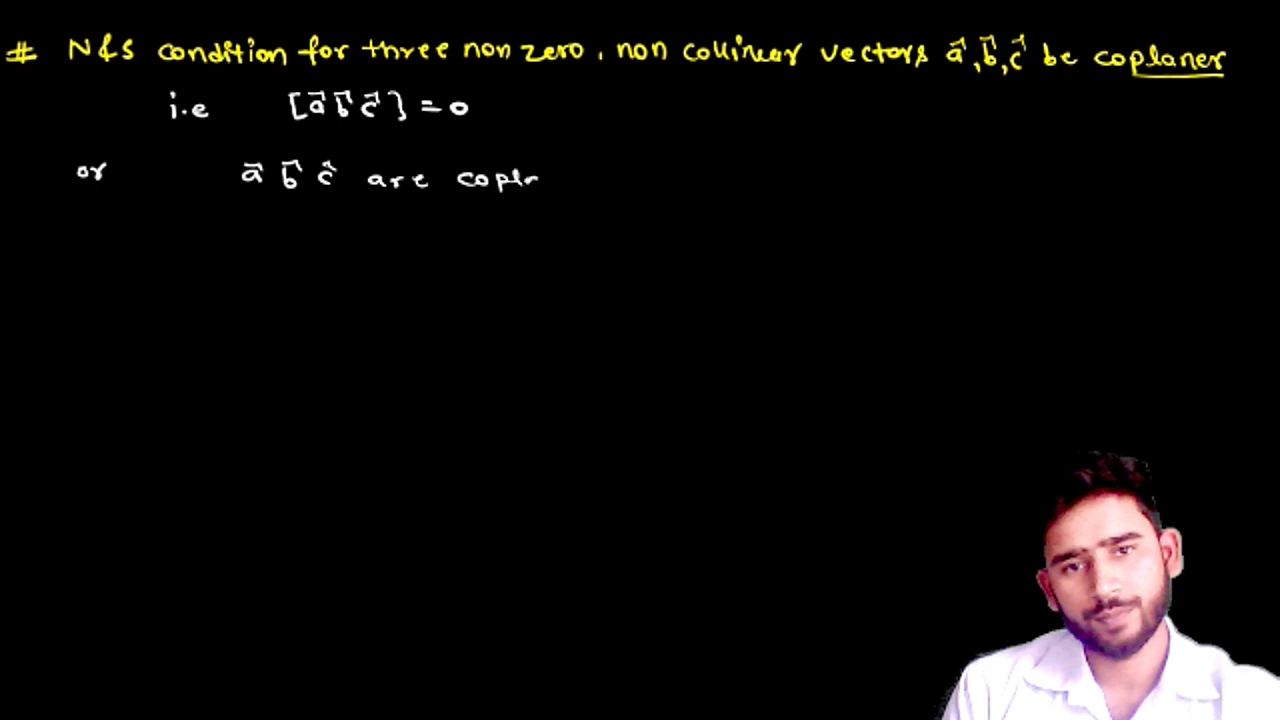 # N&S condition for three non zero, non collinear vectors a⃗, b⃗, c⃗ be coplaner
i.e [a⃗ b⃗ c⃗] = 0
or a⃗ b⃗ c⃗ are copl